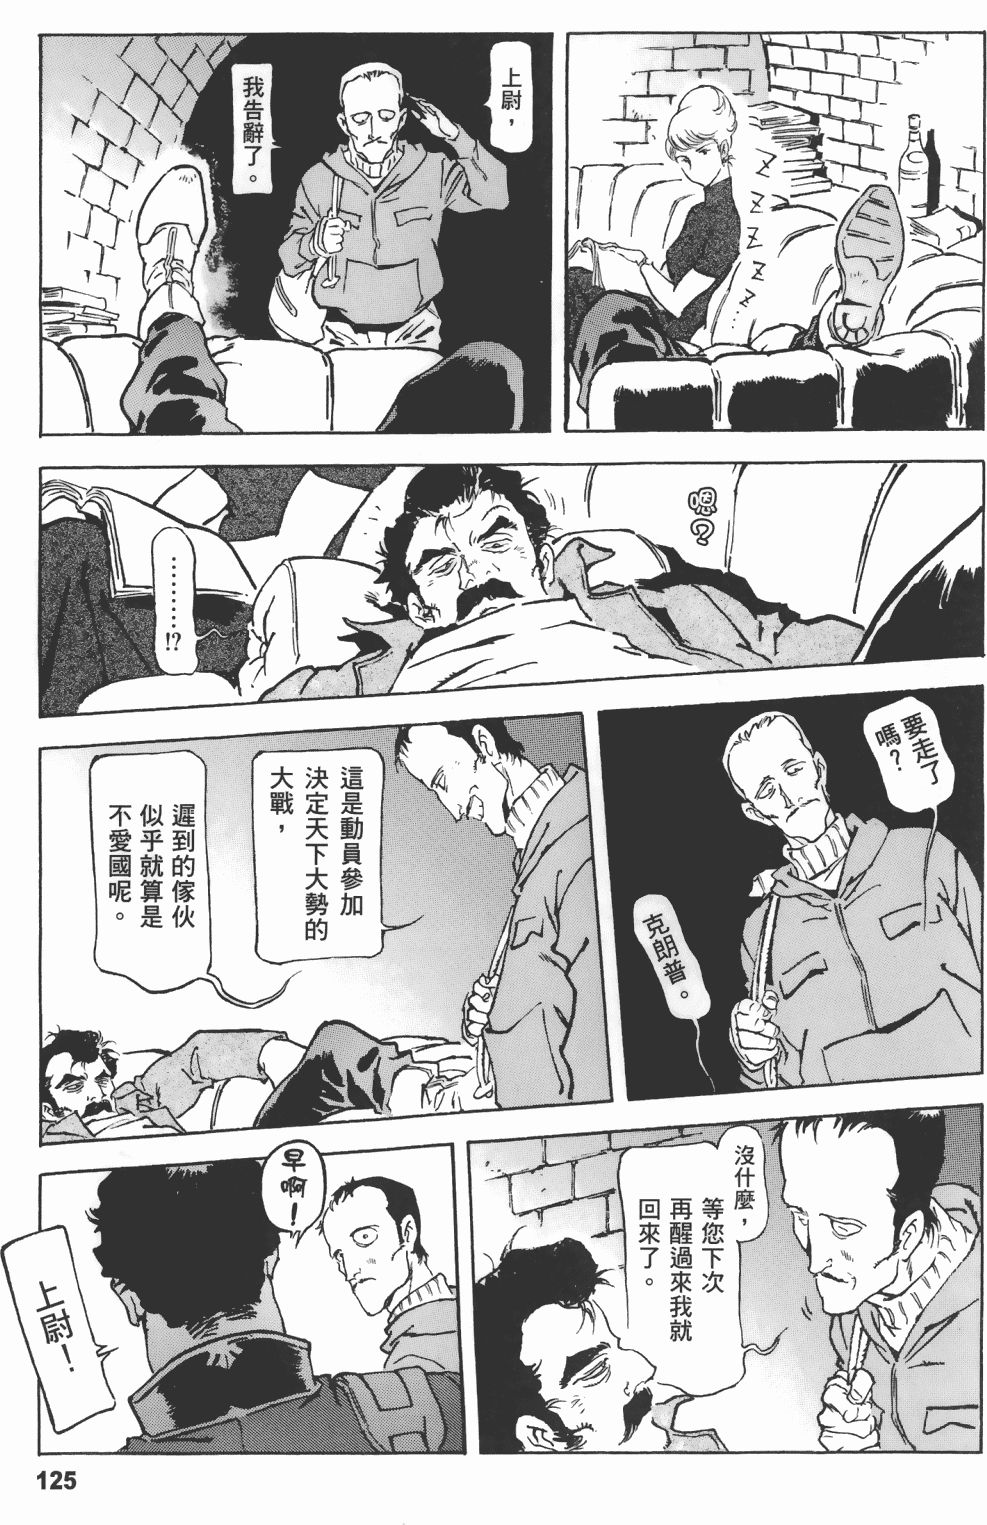 Z
Z
Z
Z
…
上尉，
我告辭了。
嗯？
………!?
要走了
嗎？
克朗普。
這是動員參加
決定天下大勢的
大戰，
遲到的傢伙
似乎就算是
不愛國呢。
沒什麼，
等您下次
再醒過來我就
回來了。
早啊！
上尉！
125